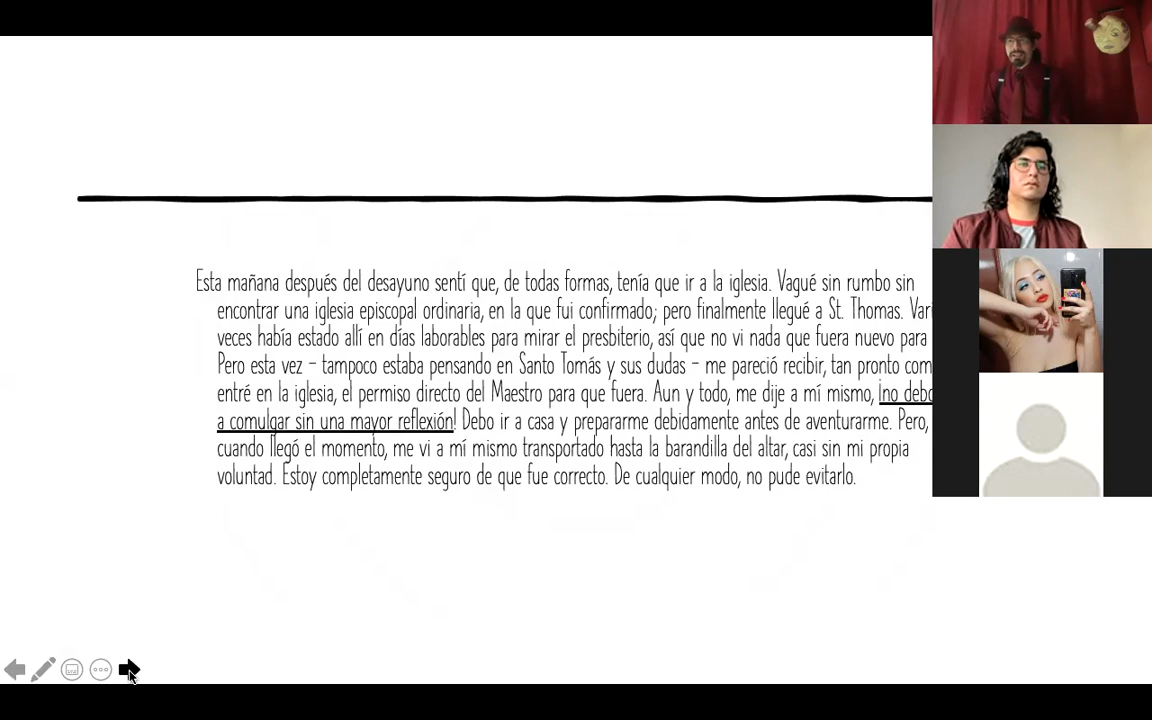 Esta mañana después del desayuno sentí que, de todas formas, tenía que ir a la iglesia. Vagué sin rumbo sin
encontrar una iglesia episcopal ordinaria, en la que fui confirmado; pero finalmente llegué a St. Thomas. Vari
veces había estado allí en días laborables para mirar el presbiterio, así que no vi nada que fuera nuevo para
Pero esta vez – tampoco estaba pensando en Santo Tomás y sus dudas – me pareció recibir, tan pronto com
entré en la iglesia, el permiso directo del Maestro para que fuera. Aun y todo, me dije a mí mismo, ¡no debo
a comulgar sin una mayor reflexión! Debo ir a casa y prepararme debidamente antes de aventurarme. Pero,
cuando llegó el momento, me vi a mí mismo transportado hasta la barandilla del altar, casi sin mi propia
voluntad. Estoy completamente seguro de que fue correcto. De cualquier modo, no pude evitarlo.